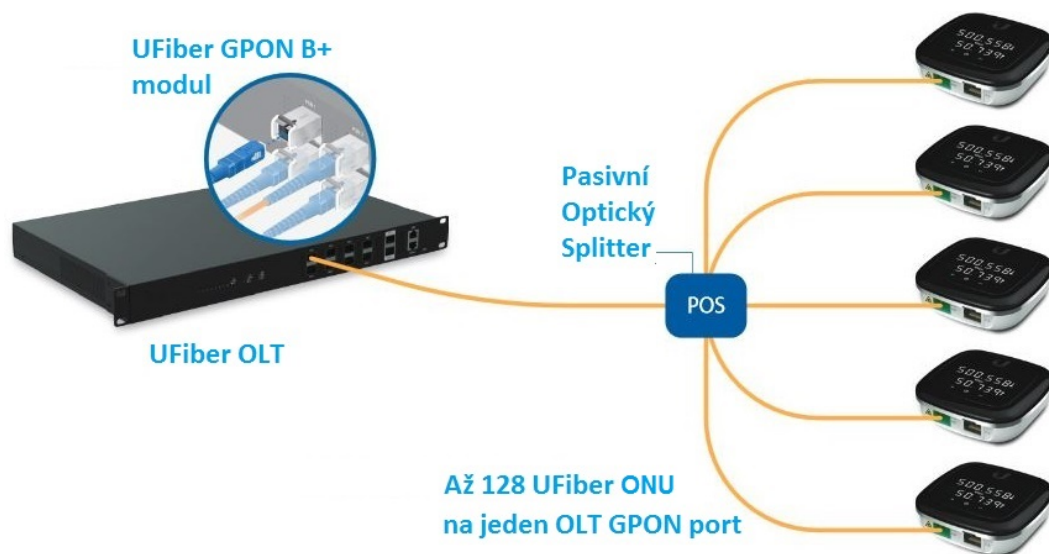 UFiber GPON B+
modul
UFiber OLT
Pasivní
Optický
Splitter
POS
Až 128 UFiber ONU
na jeden OLT GPON port